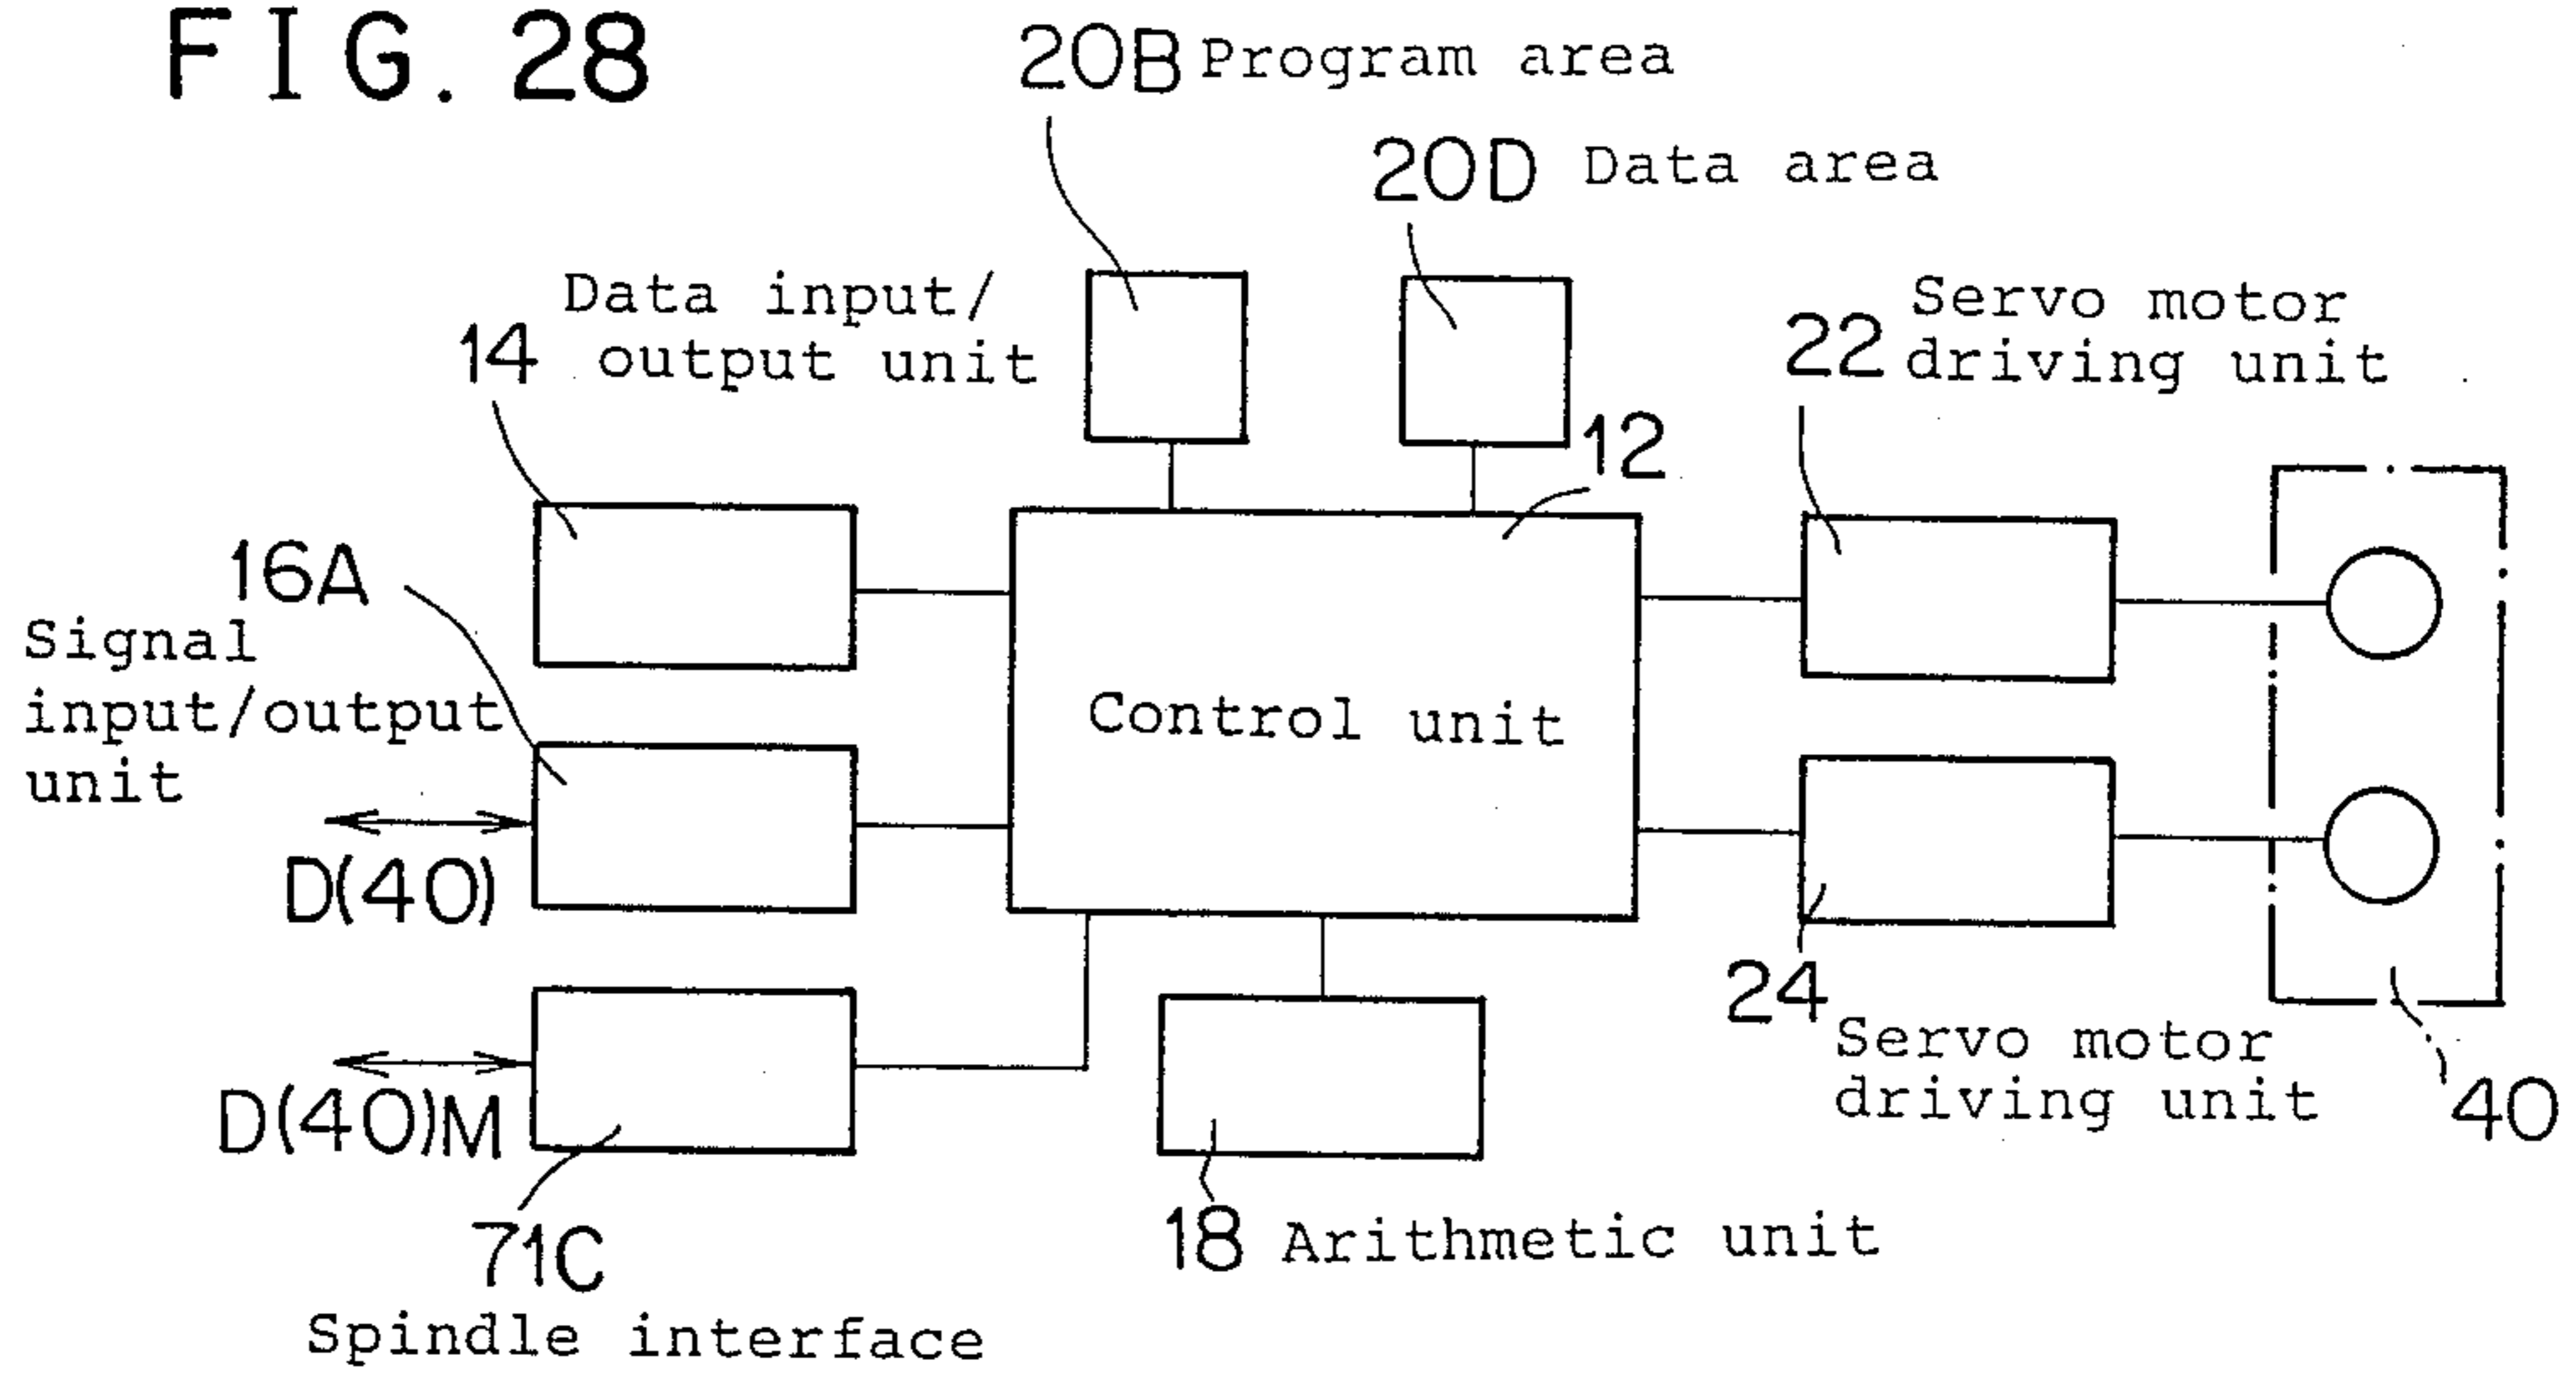 FIG. 28
20B Program area
20D Data area
Data input/
14 output unit
Servo motor
22 driving unit
12
16A
Signal
input/output
unit
Control unit
D(40)
24
Servo motor
driving unit
40
D(40)M
71C
Spindle interface
18 Arithmetic unit